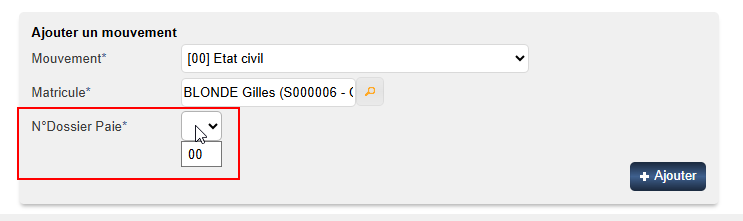 Ajouter un mouvement
Mouvement* [00] Etat civil
Matricule* BLONDE Gilles (S000006 -
N°Dossier Paie*
00
+ Ajouter